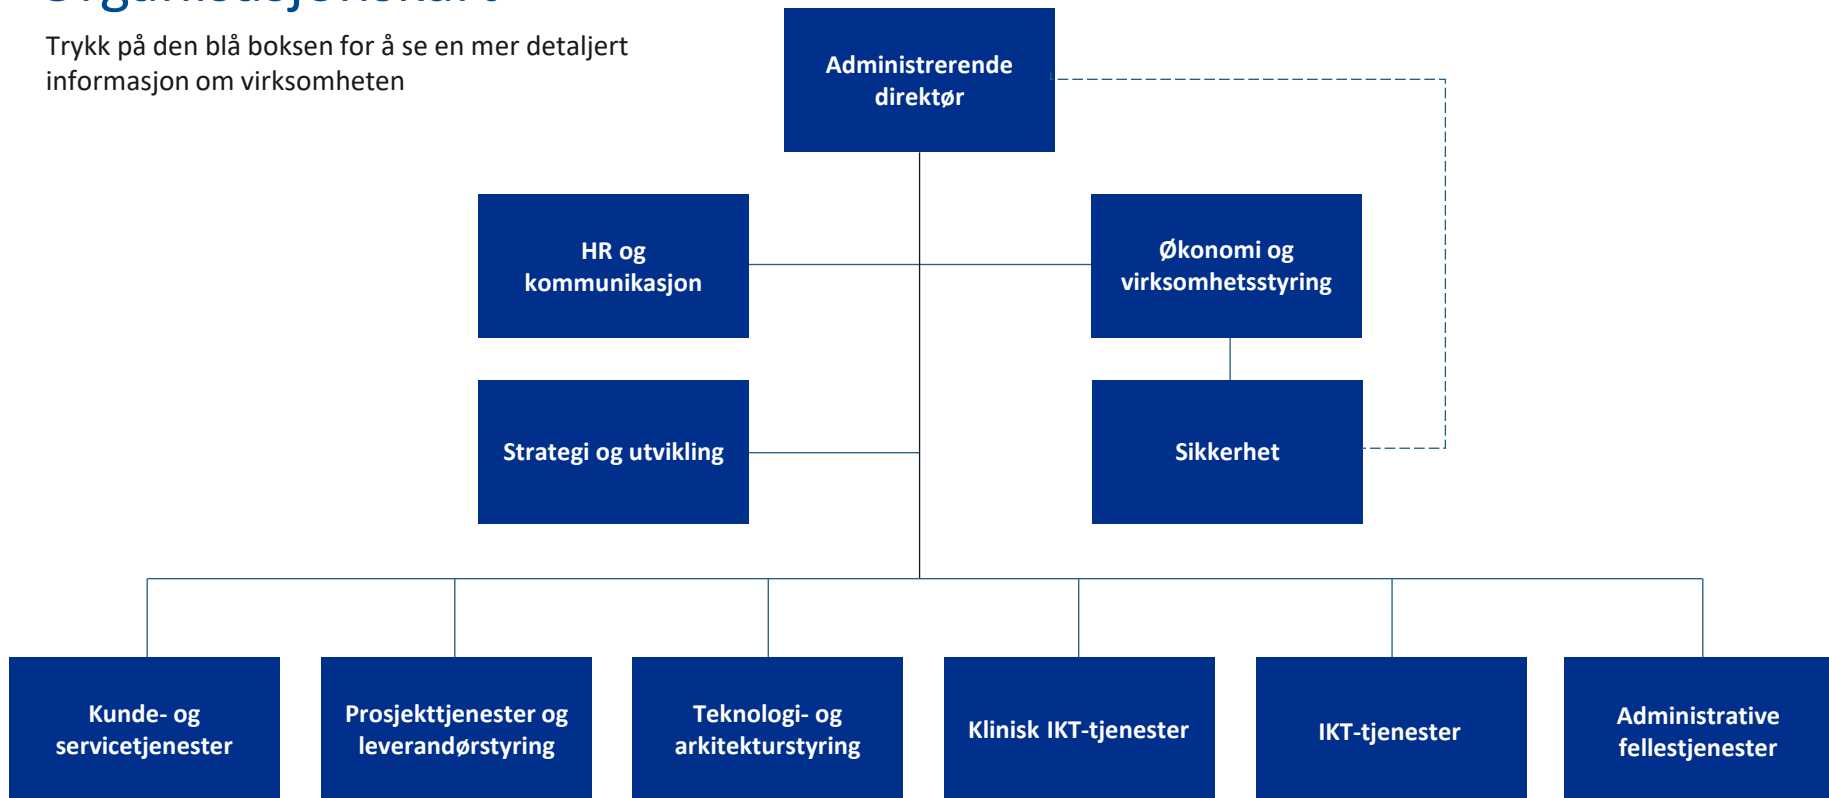 Organisasjonskart
Trykk på den blå boksen for å se en mer detaljert
informasjon om virksomheten
Administrerende
direktør
HR og
kommunikasjon
Økonomi og
virksomhetsstyring
Strategi og utvikling
Sikkerhet
Kunde- og
servicetjenester
Prosjekttjenester og
leverandørstyring
Teknologi- og
arkitekturstyring
Klinisk IKT-tjenester
IKT-tjenester
Administrative
fellestjenester